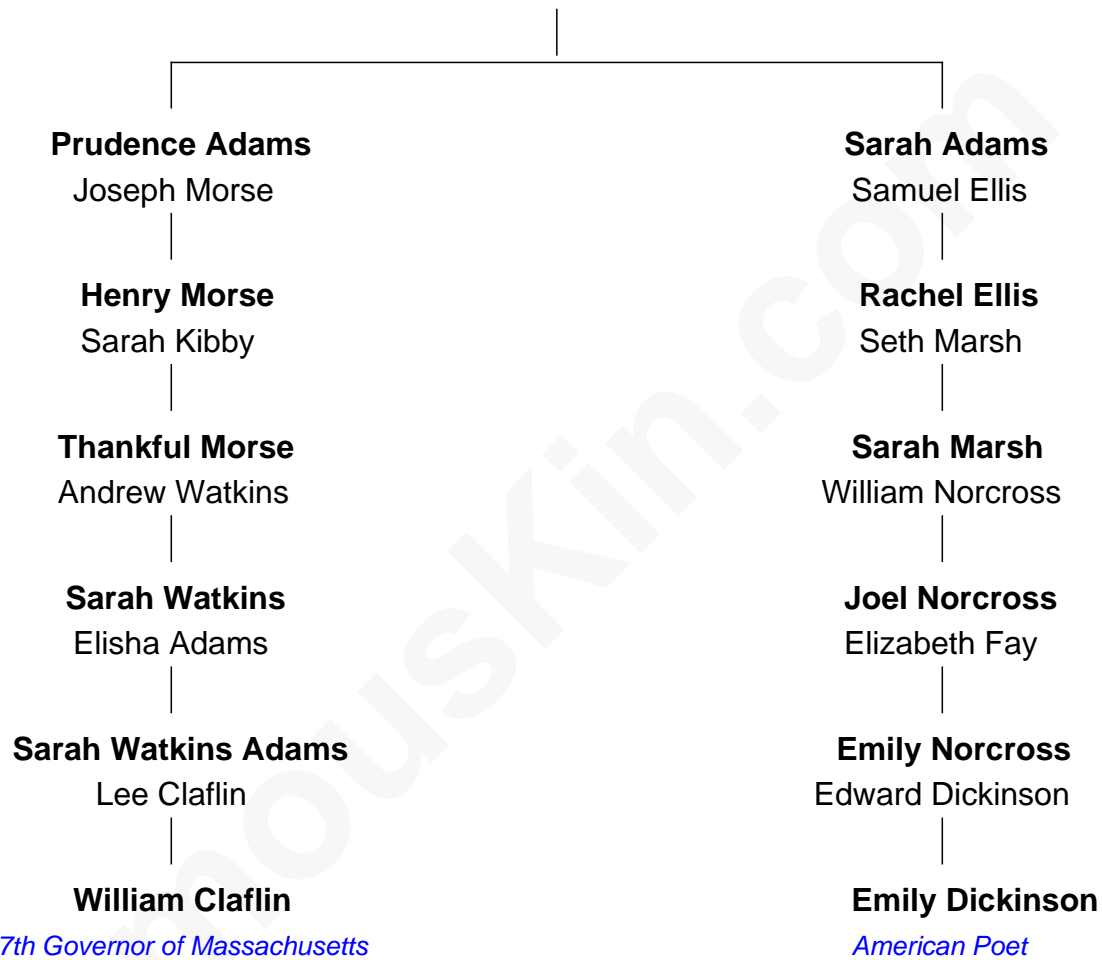 Prudence Adams
Joseph Morse
Sarah Adams
Samuel Ellis
Henry Morse
Sarah Kibby
Rachel Ellis
Seth Marsh
Thankful Morse
Andrew Watkins
Sarah Marsh
William Norcross
Sarah Watkins
Elisha Adams
Joel Norcross
Elizabeth Fay
Sarah Watkins Adams
Lee Claflin
Emily Norcross
Edward Dickinson
William Claflin
7th Governor of Massachusetts
Emily Dickinson
American Poet
mousKin.com